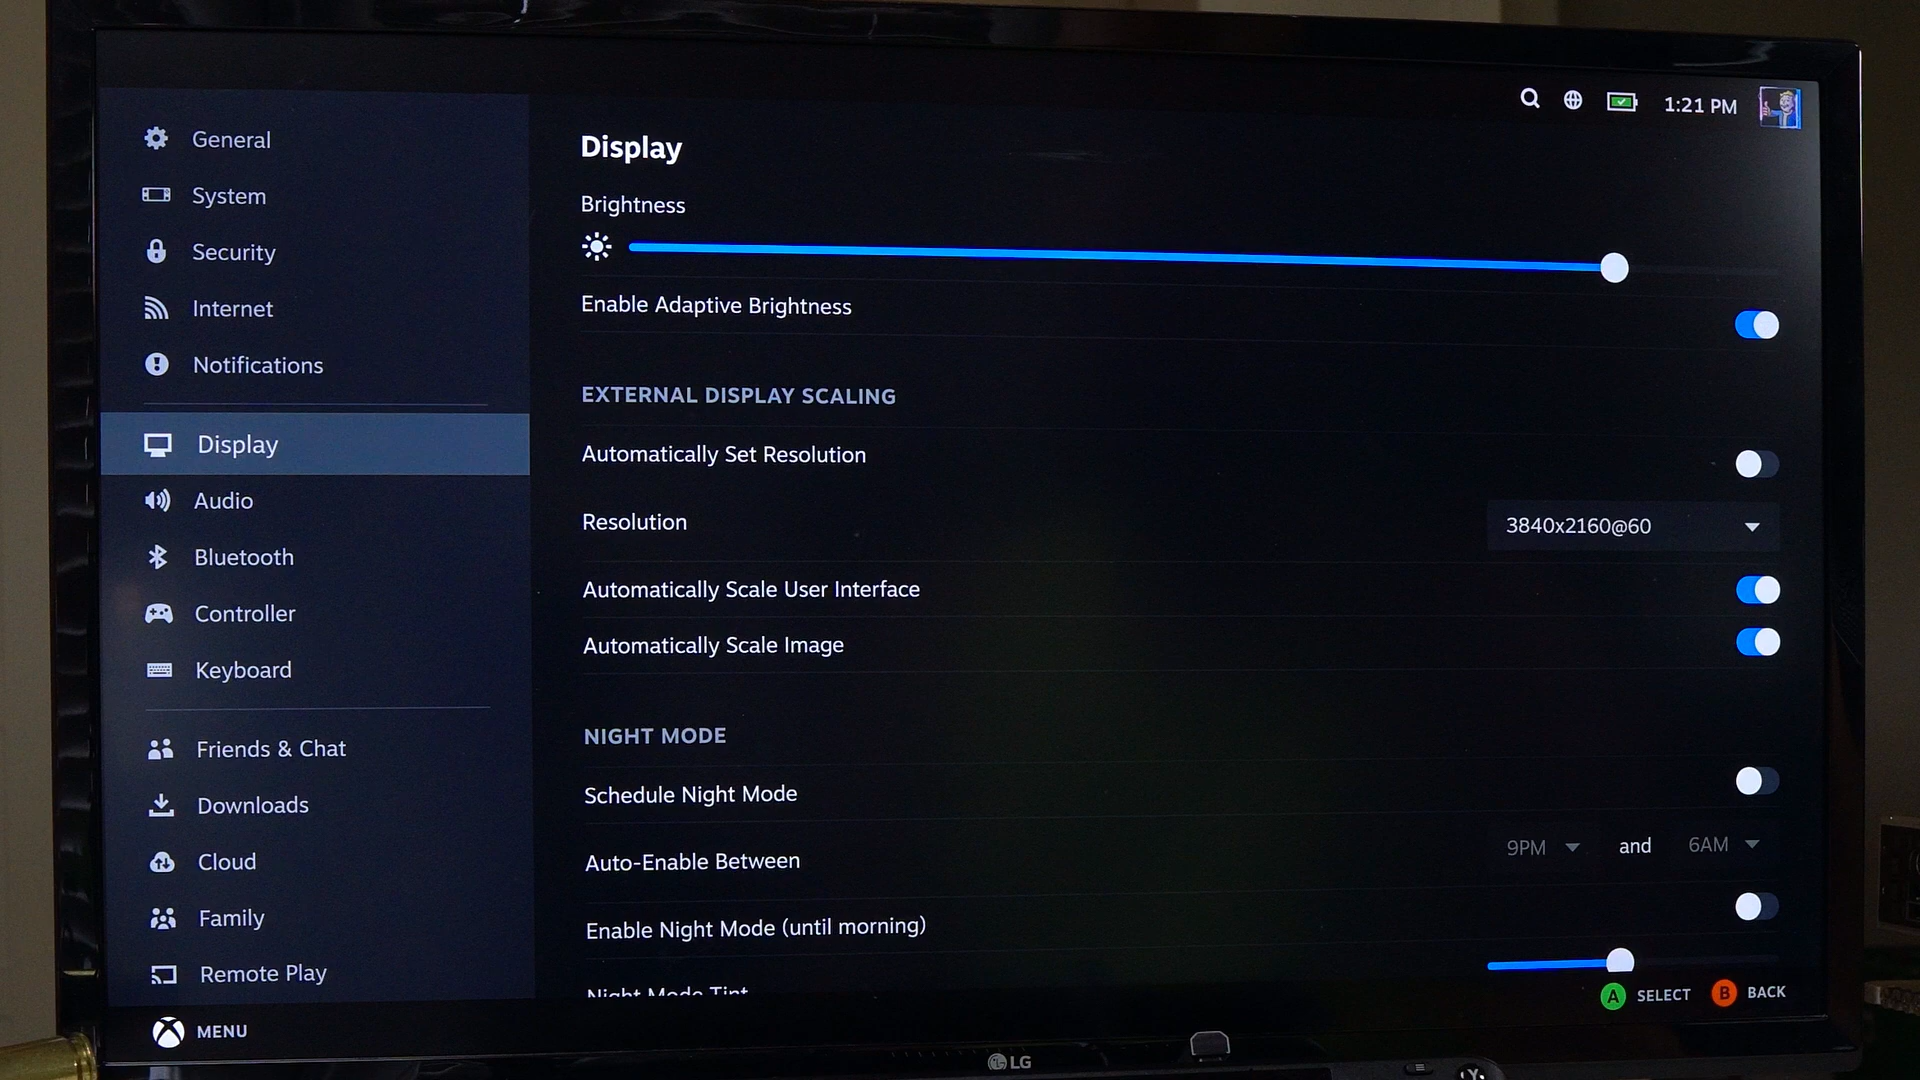 1:21 PM
General
System
Security
Internet
Notifications
Display
Audio
Bluetooth
Controller
Keyboard
Friends & Chat
Downloads
Cloud
Family
Remote Play
Display
Brightness
Enable Adaptive Brightness
EXTERNAL DISPLAY SCALING
Automatically Set Resolution
Resolution
3840x2160@60
Automatically Scale User Interface
Automatically Scale Image
NIGHT MODE
Schedule Night Mode
Auto-Enable Between
9PM and 6AM
Enable Night Mode (until morning)
Night Mode Tint
A SELECT B BACK
MENU
LG
Y